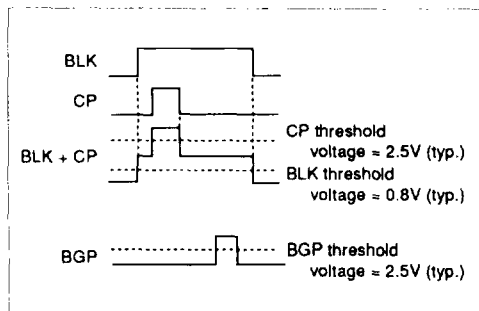 BLK
CP
CP threshold
voltage = 2.5V (typ.)
BLK + CP
BLK threshold
voltage = 0.8V (typ.)
BGP
BGP threshold
voltage = 2.5V (typ.)